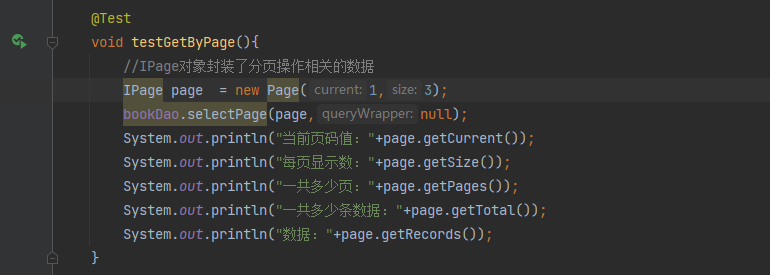 @Test
void testGetByPage(){
//IPage对象封装了分页操作相关的数据
IPage page  = new Page( current: 1, size: 3);
bookDao.selectPage(page, queryWrapper: null);
System.out.println("当前页码值："+page.getCurrent());
System.out.println("每页显示数："+page.getSize());
System.out.println("一共多少页："+page.getPages());
System.out.println("一共多少条数据："+page.getTotal());
System.out.println("数据："+page.getRecords());
}